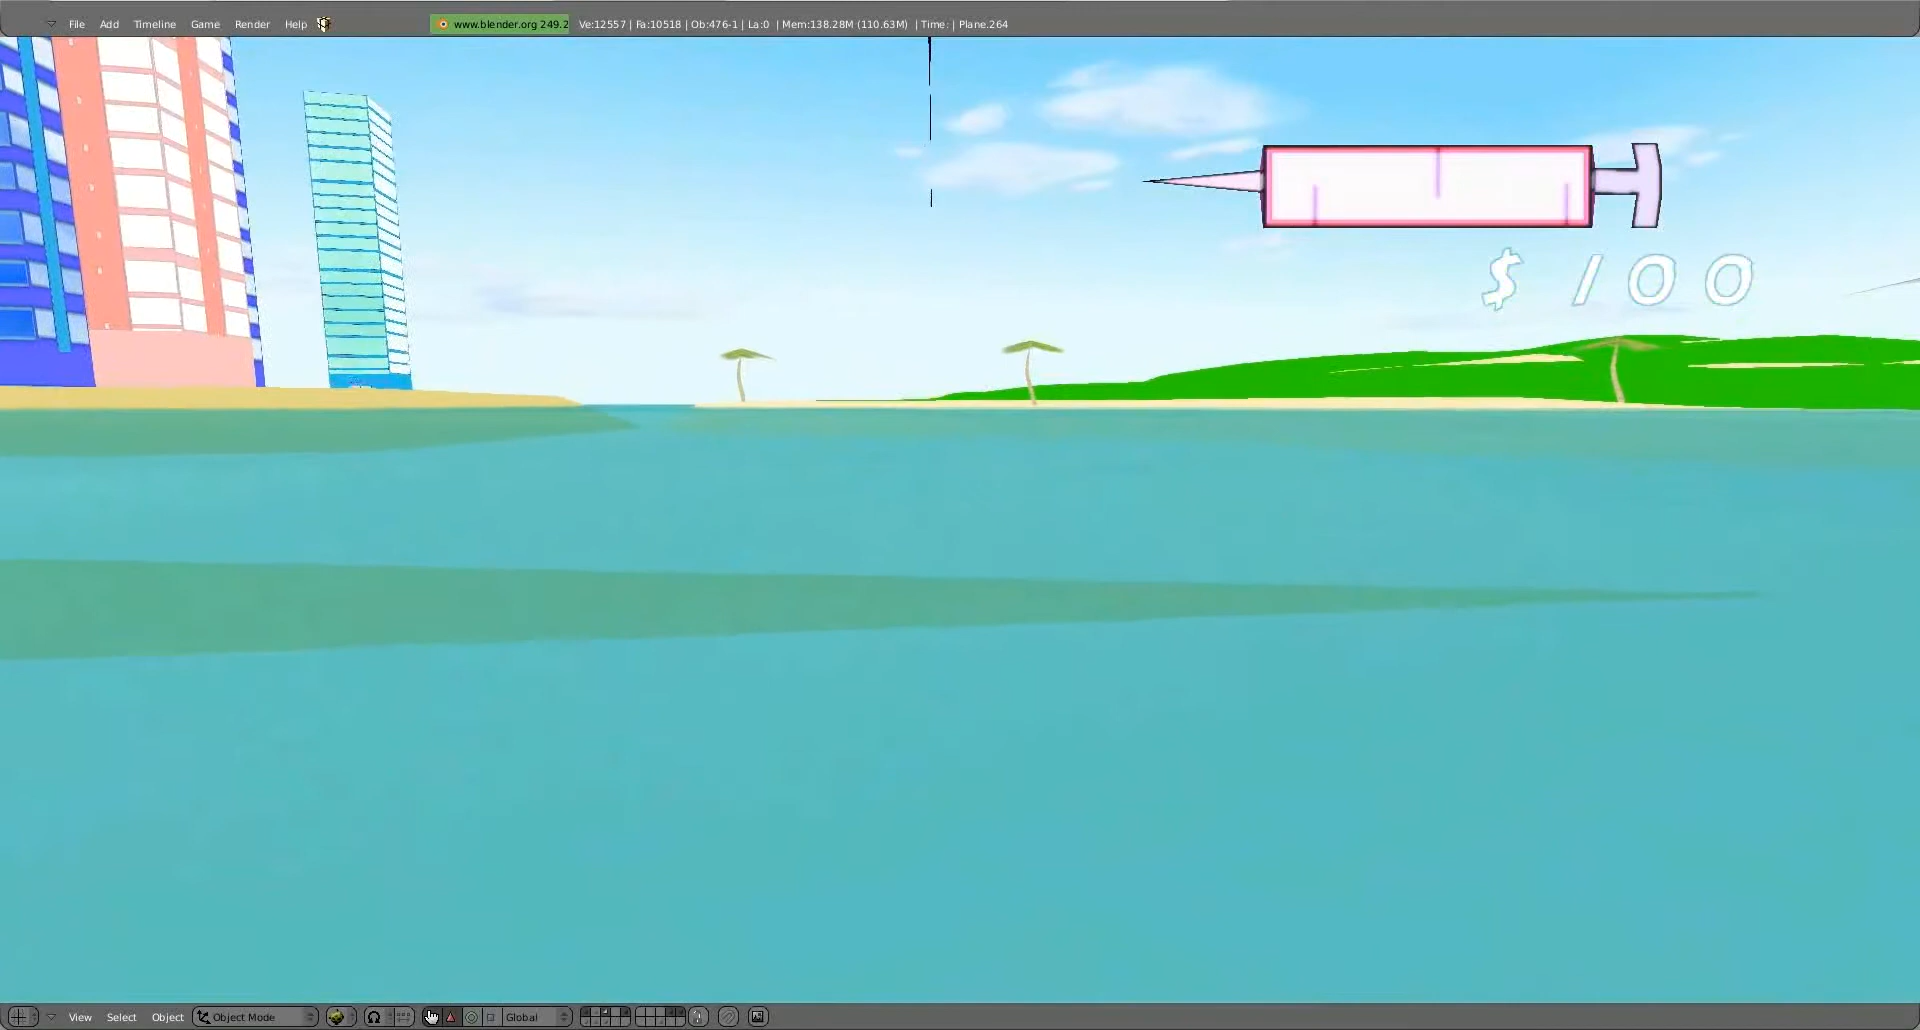 File Add Timeline Game Render Help www.blender.org 249.2 Ve:12557 | Fa:10518 | Ob:476-1 | La:0 | Mem:138.28M (110.63M) | Time: | Plane.264
$ 100
View Select Object Object Mode Global